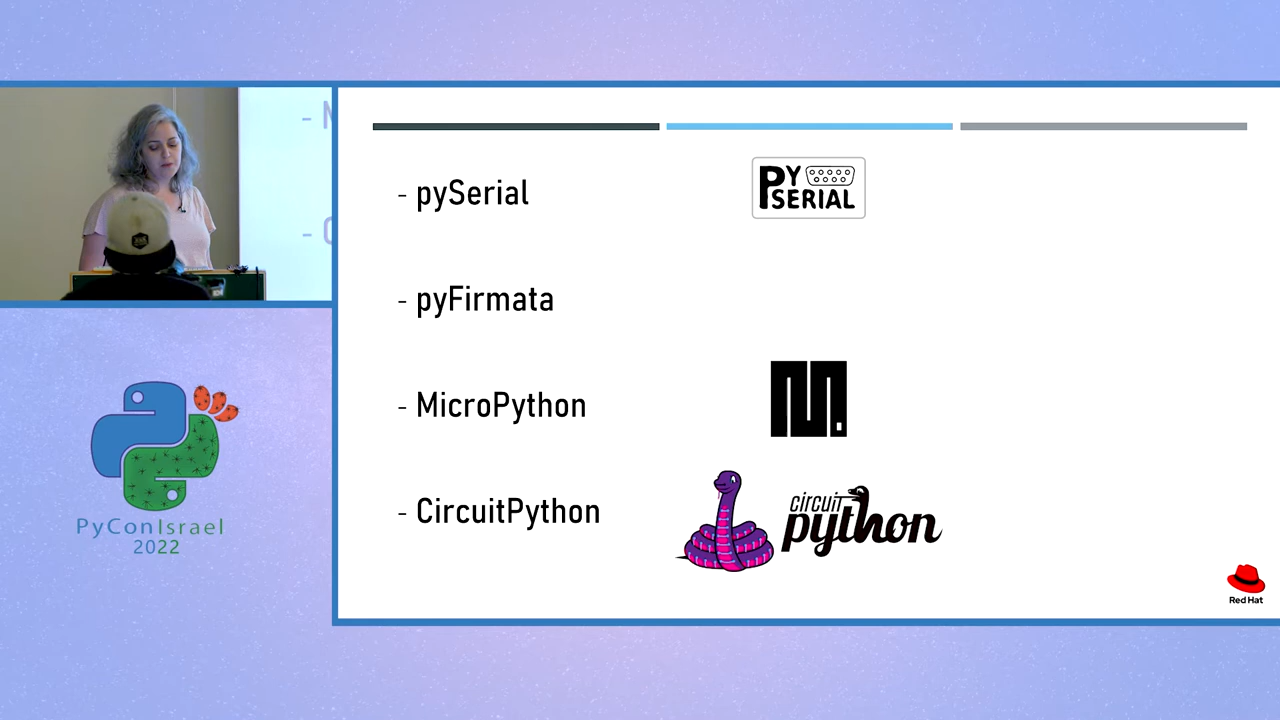 - pySerial
PY
SERIAL
- pyFirmata
- MicroPython
- CircuitPython
circuit
python
Red Hat
PyConIsrael
2022